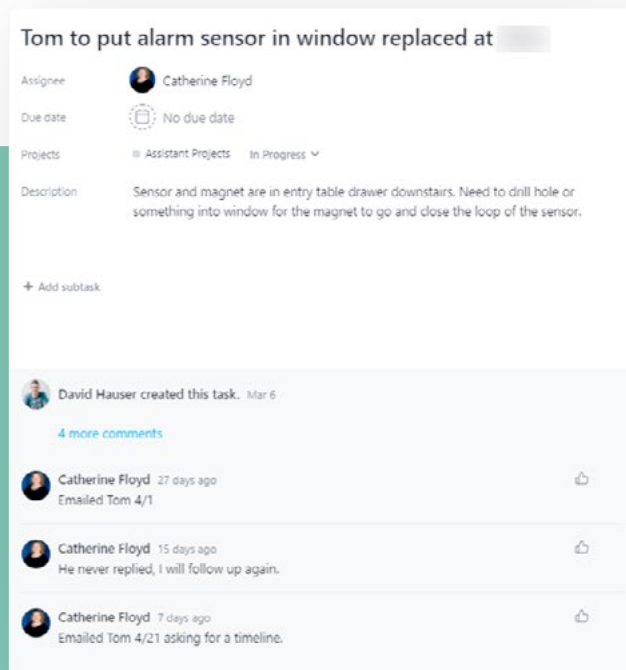 Tom to put alarm sensor in window replaced at
Assignee
Catherine Floyd
Due date
No due date
Projects
Assistant Projects In Progress
Description
Sensor and magnet are in entry table drawer downstairs. Need to drill hole or
something into window for the magnet to go and close the loop of the sensor.
+ Add subtask
David Hauser created this task. Mar 6
4 more comments
Catherine Floyd 27 days ago
Emailed Tom 4/1
Catherine Floyd 15 days ago
He never replied, I will follow up again.
Catherine Floyd 7 days ago
Emailed Tom 4/21 asking for a timeline.